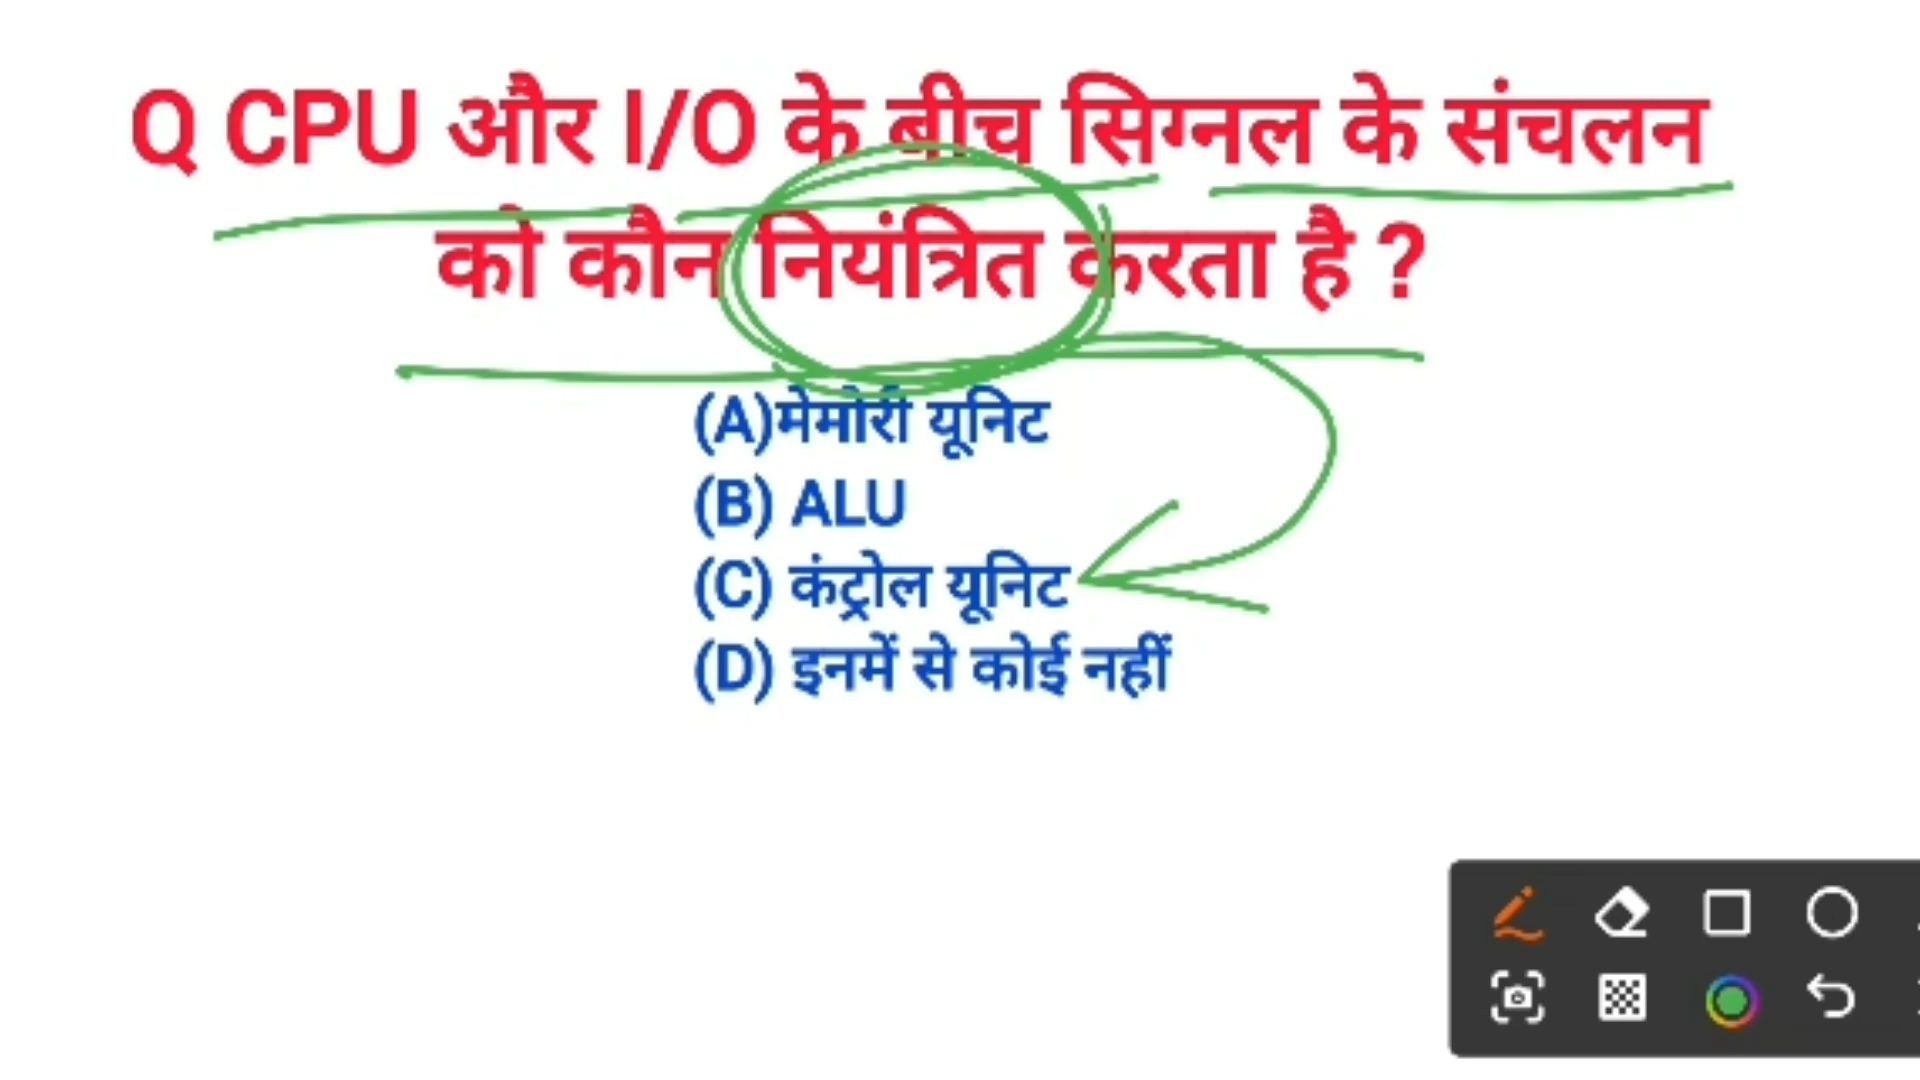 Q CPU और I/O के बीच सिग्नल के संचलन
को कौन नियंत्रित करता है ?
(A)मेमोरी यूनिट
(B) ALU
(C) कंट्रोल यूनिट
(D) इनमें से कोई नहीं